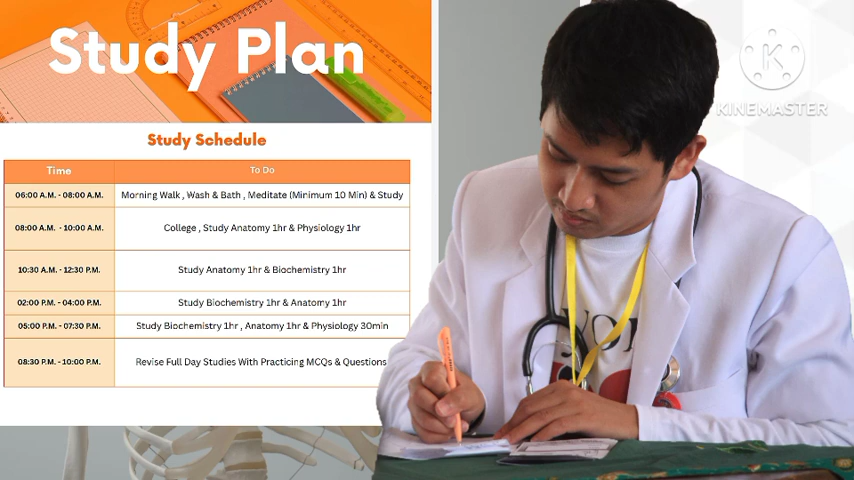 Study Plan
K
KINEMASTER
Study Schedule
Time To Do
06:00 A.M. - 08:00 A.M. Morning Walk , Wash & Bath , Meditate (Minimum 10 Min) & Study
08:00 A.M. - 10:00 A.M. College , Study Anatomy 1hr & Physiology 1hr
10:30 A.M. - 12:30 P.M. Study Anatomy 1hr & Biochemistry 1hr
02:00 P.M. - 04:00 P.M. Study Biochemistry 1hr & Anatomy 1hr
05:00 P.M. - 07:30 P.M. Study Biochemistry 1hr , Anatomy 1hr & Physiology 30min
08:30 P.M. - 10:00 P.M. Revise Full Day Studies With Practicing MCQs & Questions